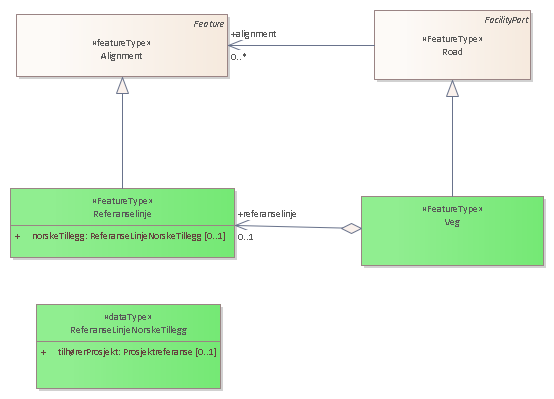 Feature
«featureType»
Alignment
+alignment
0..*
FacilityPart
«FeatureType»
Road
«FeatureType»
Referanselinje
+ norskeTillegg: ReferanseLinjeNorskeTillegg [0..1]
+referanselinje
0..1
«FeatureType»
Veg
«dataType»
ReferanseLinjeNorskeTillegg
+ tilhørerProsjekt: Prosjektreferanse [0..1]